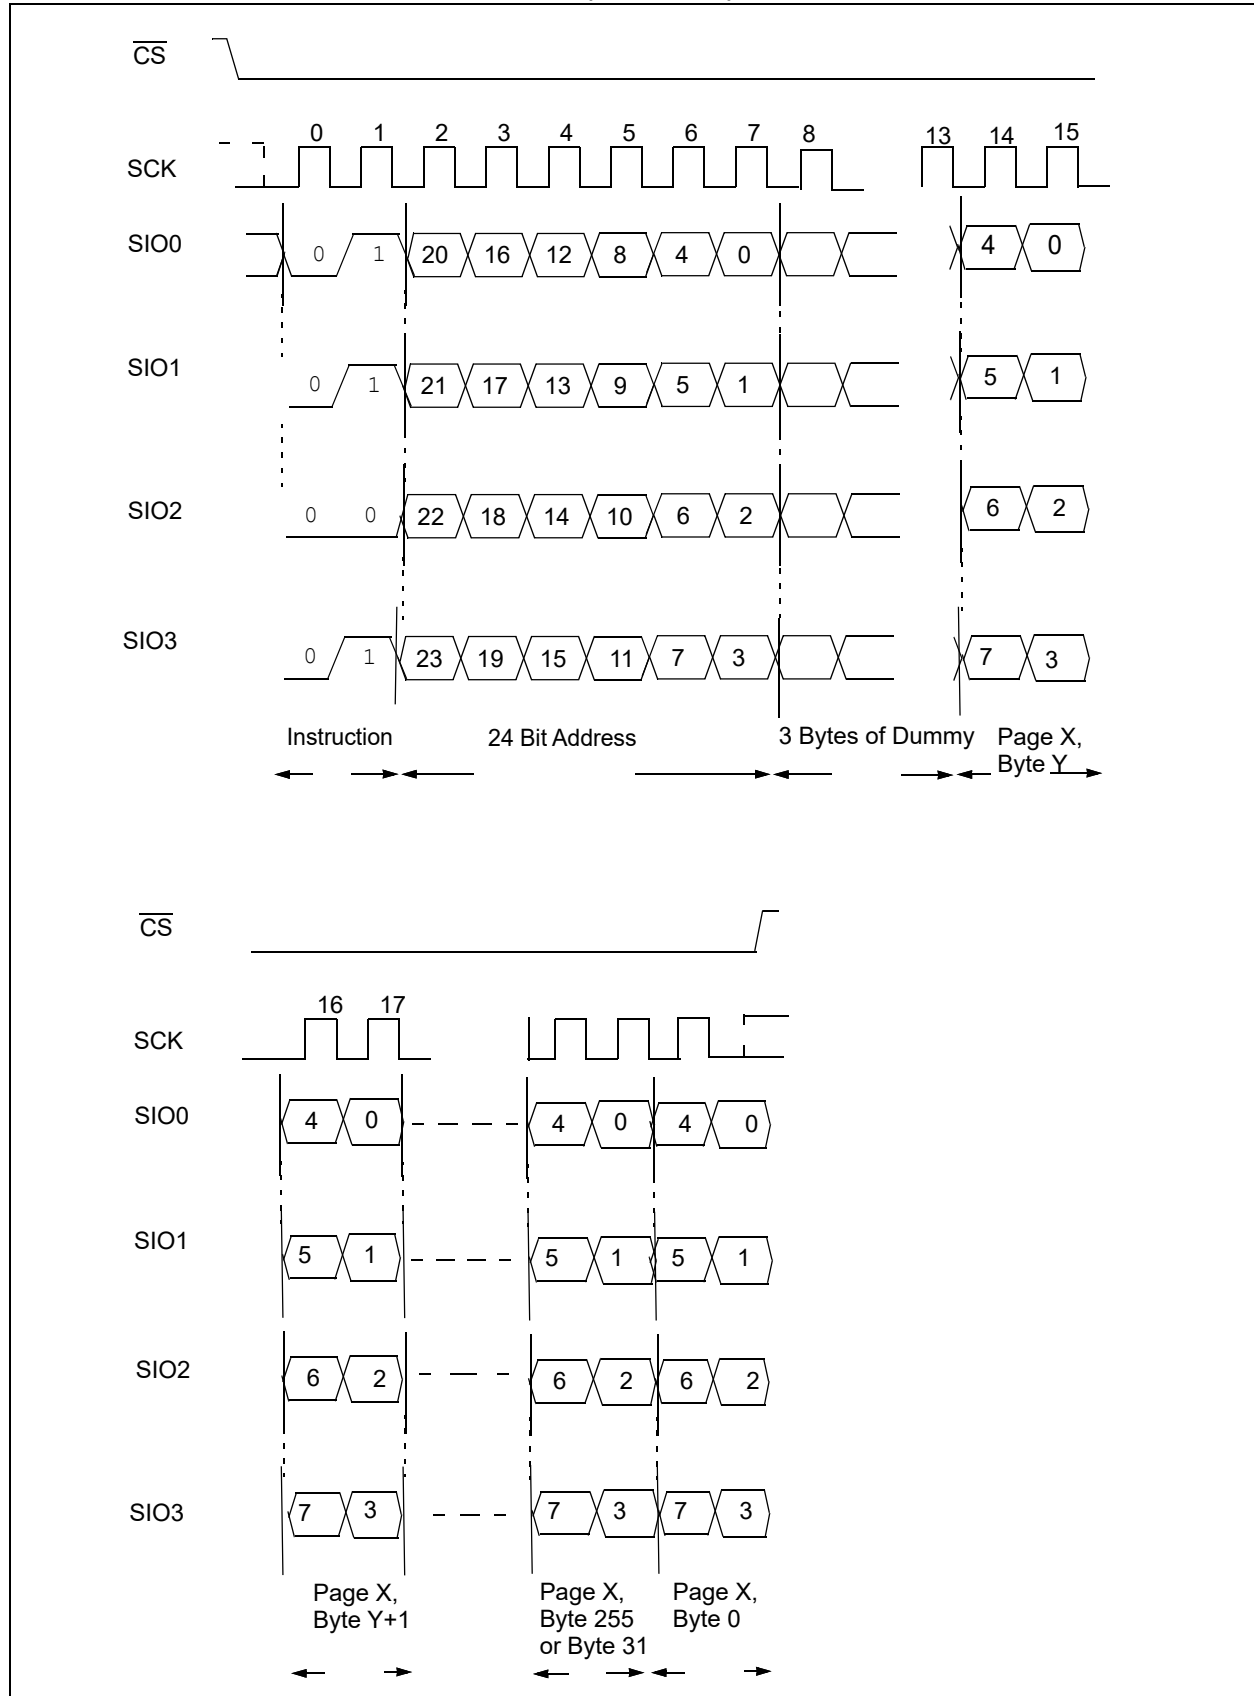 CS
0 1 2 3 4 5 6 7 8 13 14 15
SCK
SIO0 0 1 20 16 12 8 4 0 4 0
SIO1 0 1 21 17 13 9 5 1 5 1
SIO2 0 0 22 18 14 10 6 2 6 2
SIO3 0 1 23 19 15 11 7 3 7 3
Instruction 24 Bit Address 3 Bytes of Dummy Page X,
Byte Y
CS
16 17
SCK
SIO0 4 0 4 0 4 0
SIO1 5 1 5 1 5 1
SIO2 6 2 6 2 6 2
SIO3 7 3 7 3 7 3
Page X, Page X, Page X,
Byte Y+1 Byte 255 Byte 0
or Byte 31